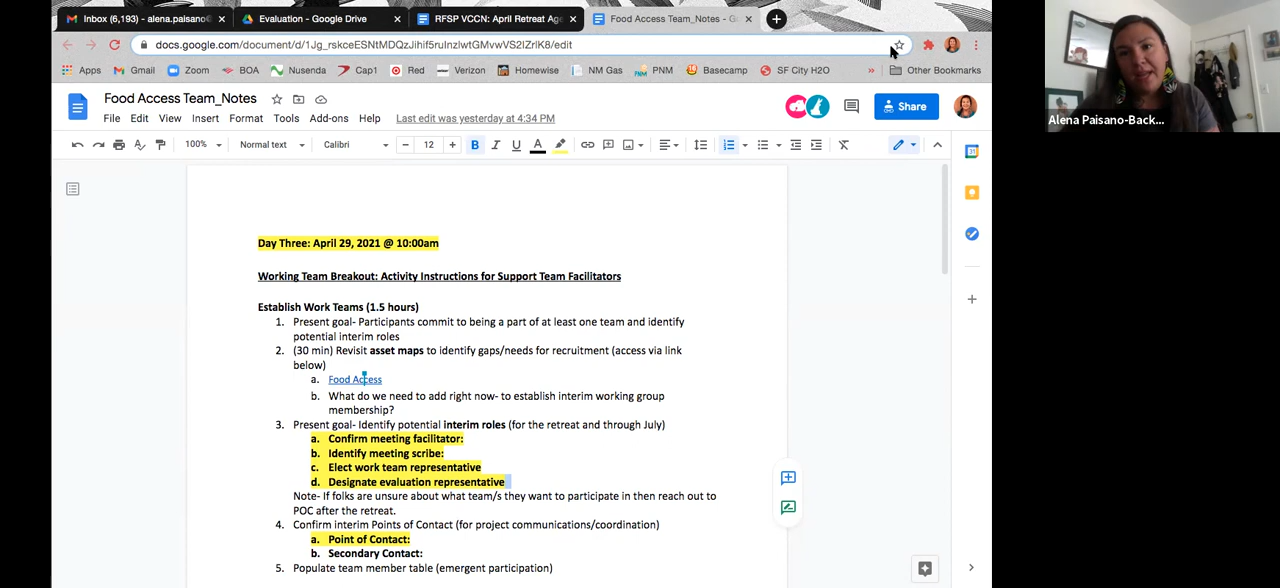 Inbox (6,193) - alena.paisano
Evaluation - Google Drive
RFSP VCCN: April Retreat Age
Food Access Team_Notes - G
docs.google.com/document/d/1Jg_rskceESNtMDQzJihif5ruInzlwtGMvwVS2IZrlK8/edit
Apps Gmail Zoom BOA Nusenda Cap1 Red Verizon Homewise NM Gas PNM Basecamp SF City H2O » Other Bookmarks
Food Access Team_Notes
File Edit View Insert Format Tools Add-ons Help Last edit was yesterday at 4:34 PM
Share
100% Normal text Calibri 12 B I U A
Alena Paisano-Back...
Day Three: April 29, 2021 @ 10:00am
Working Team Breakout: Activity Instructions for Support Team Facilitators
Establish Work Teams (1.5 hours)
1. Present goal- Participants commit to being a part of at least one team and identify
potential interim roles
2. (30 min) Revisit asset maps to identify gaps/needs for recruitment (access via link
below)
a. Food Access
b. What do we need to add right now- to establish interim working group
membership?
3. Present goal- Identify potential interim roles (for the retreat and through July)
a. Confirm meeting facilitator:
b. Identify meeting scribe:
c. Elect work team representative
d. Designate evaluation representative
Note- If folks are unsure about what team/s they want to participate in then reach out to
POC after the retreat.
4. Confirm interim Points of Contact (for project communications/coordination)
a. Point of Contact:
b. Secondary Contact:
5. Populate team member table (emergent participation)